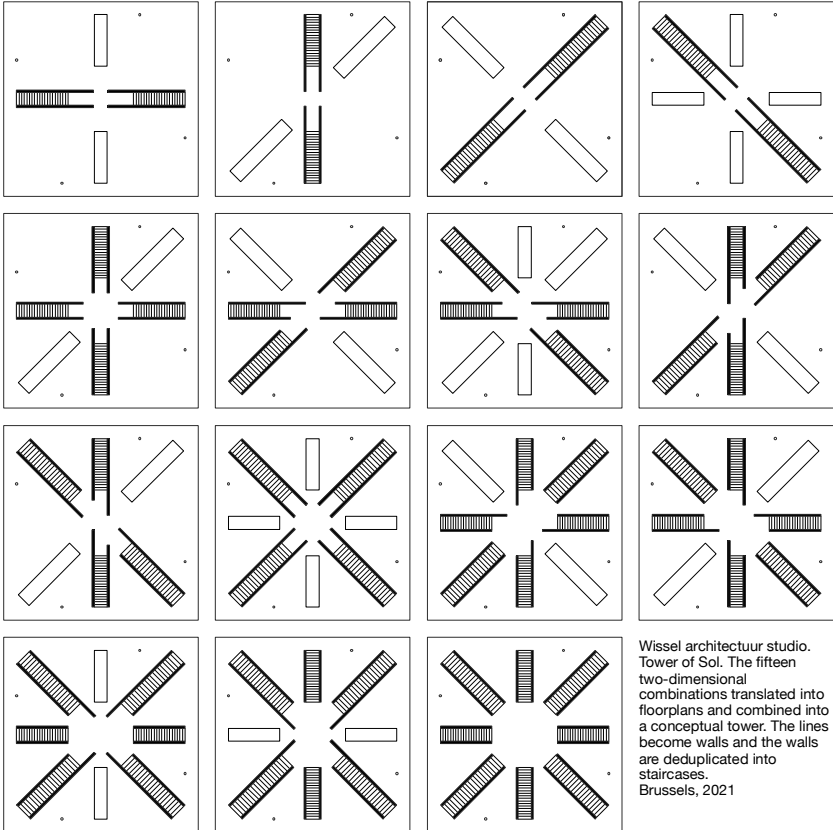 Wissel architectuur studio.
Tower of Sol. The fifteen
two-dimensional
combinations translated into
floorplans and combined into
a conceptual tower. The lines
become walls and the walls
are deduplicated into
staircases.
Brussels, 2021